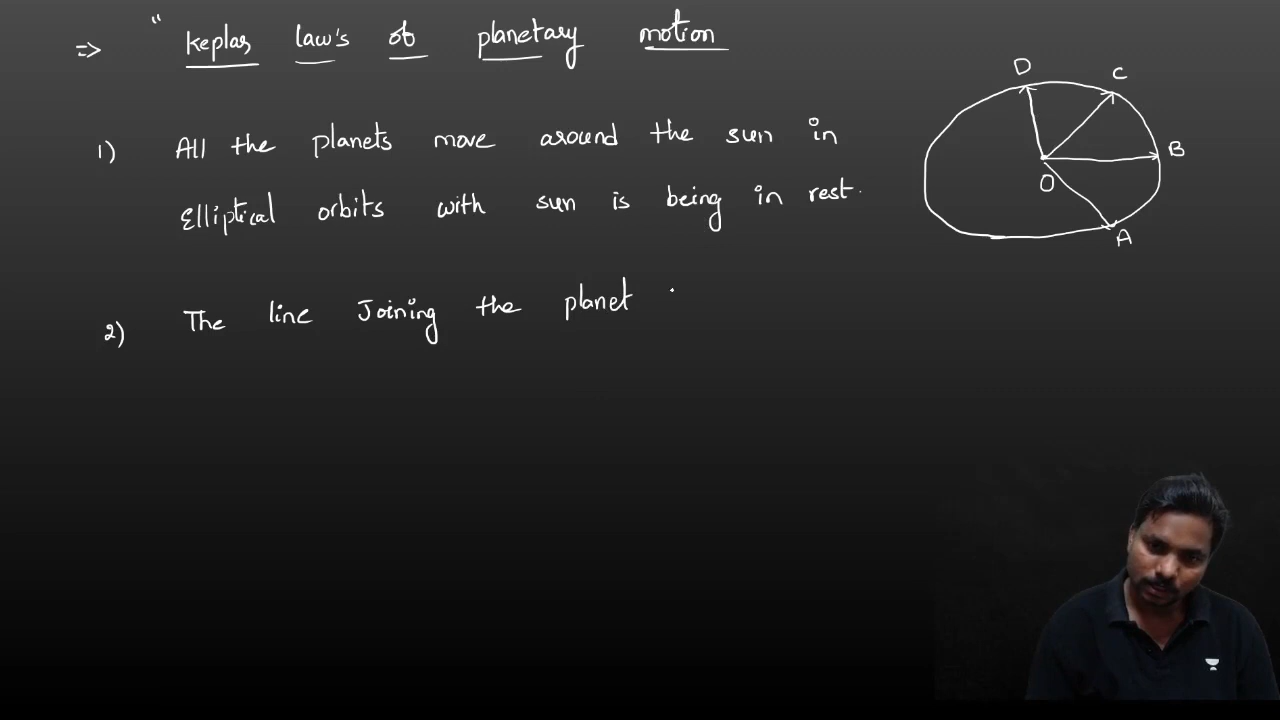 ⇒ " Keplar law's of planetary motion
1) All the planets move around the sun in
Elliptical orbits with sun is being in rest.
2) The line Joining the planet
D
C
B
O
A